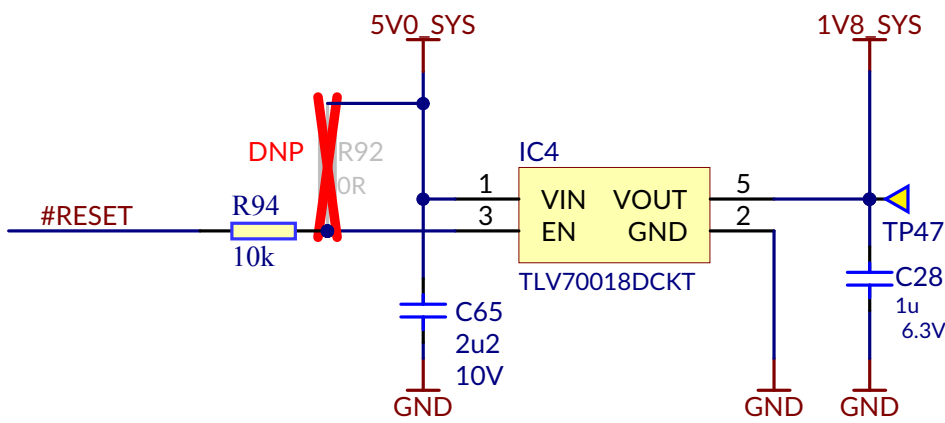 5V0_SYS
1V8_SYS
DNP
R92
0R
IC4
#RESET
R94
10k
1
VIN
VOUT
5
3
EN
GND
2
TP47
TLV70018DCKT
C65
2u2
10V
C28
1u
6.3V
GND
GND
GND